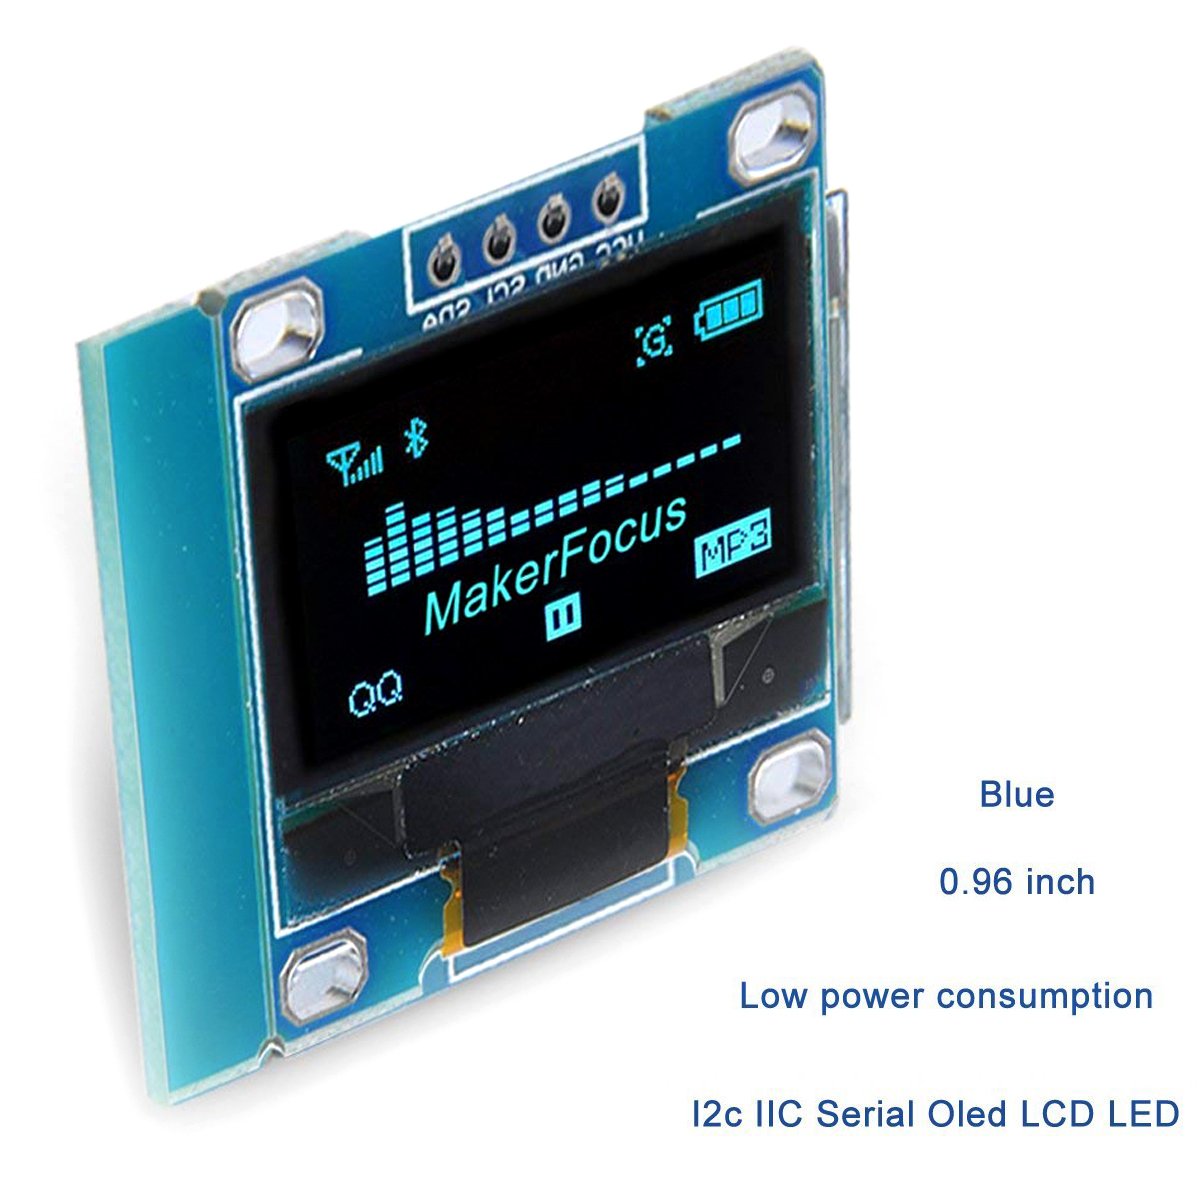 SDA SCL GND VCC
G
MakerFocus
MP3
QQ
Blue
0.96 inch
Low power consumption
I2c IIC Serial Oled LCD LED